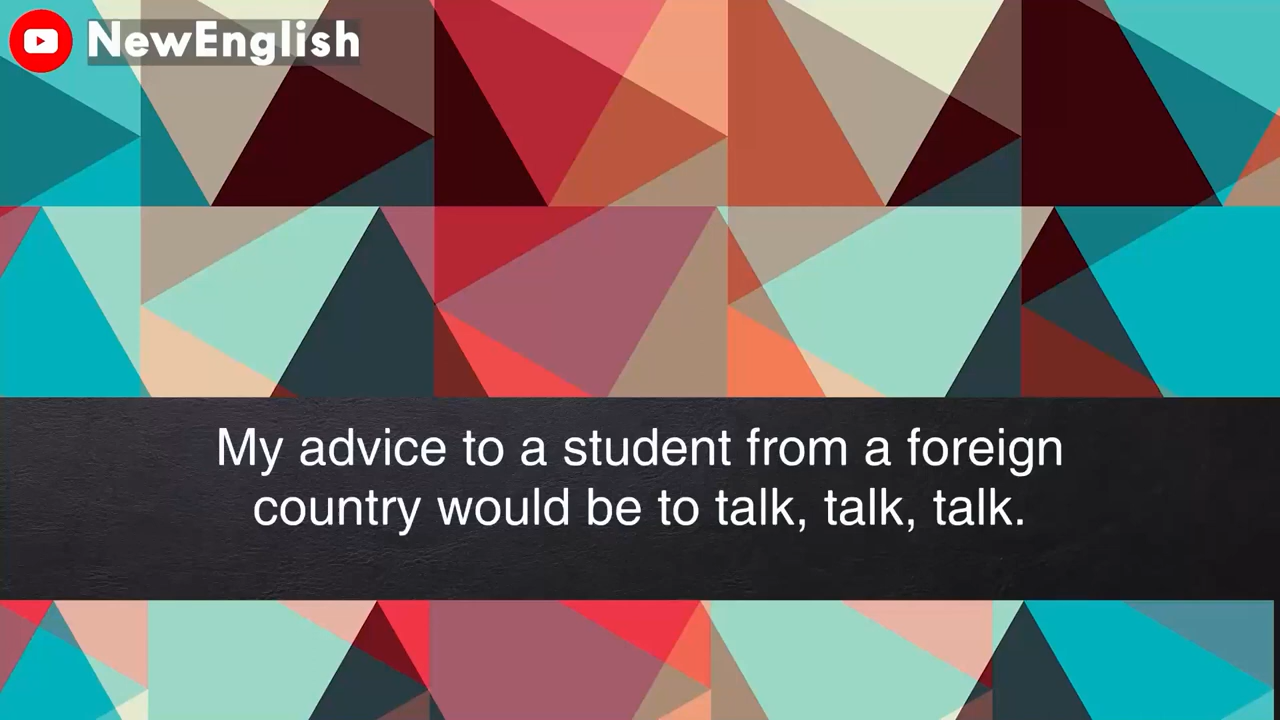 NewEnglish
My advice to a student from a foreign
country would be to talk, talk, talk.